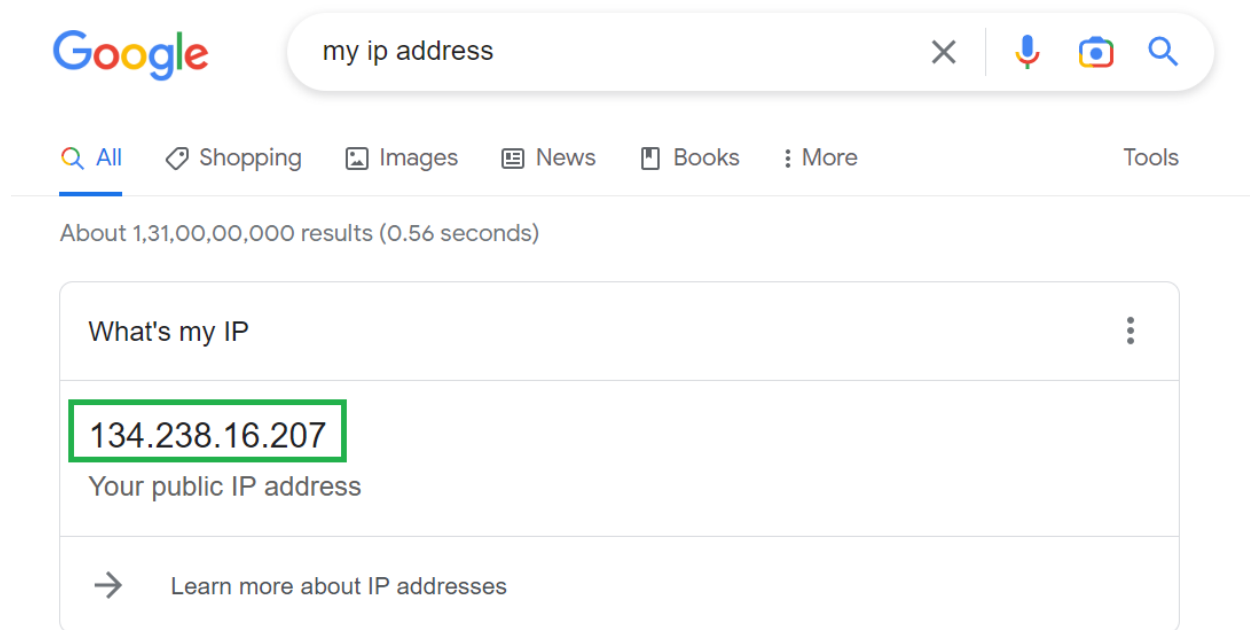 Google my ip address
All Shopping Images News Books More Tools
About 1,31,00,00,000 results (0.56 seconds)
What's my IP
134.238.16.207
Your public IP address
Learn more about IP addresses